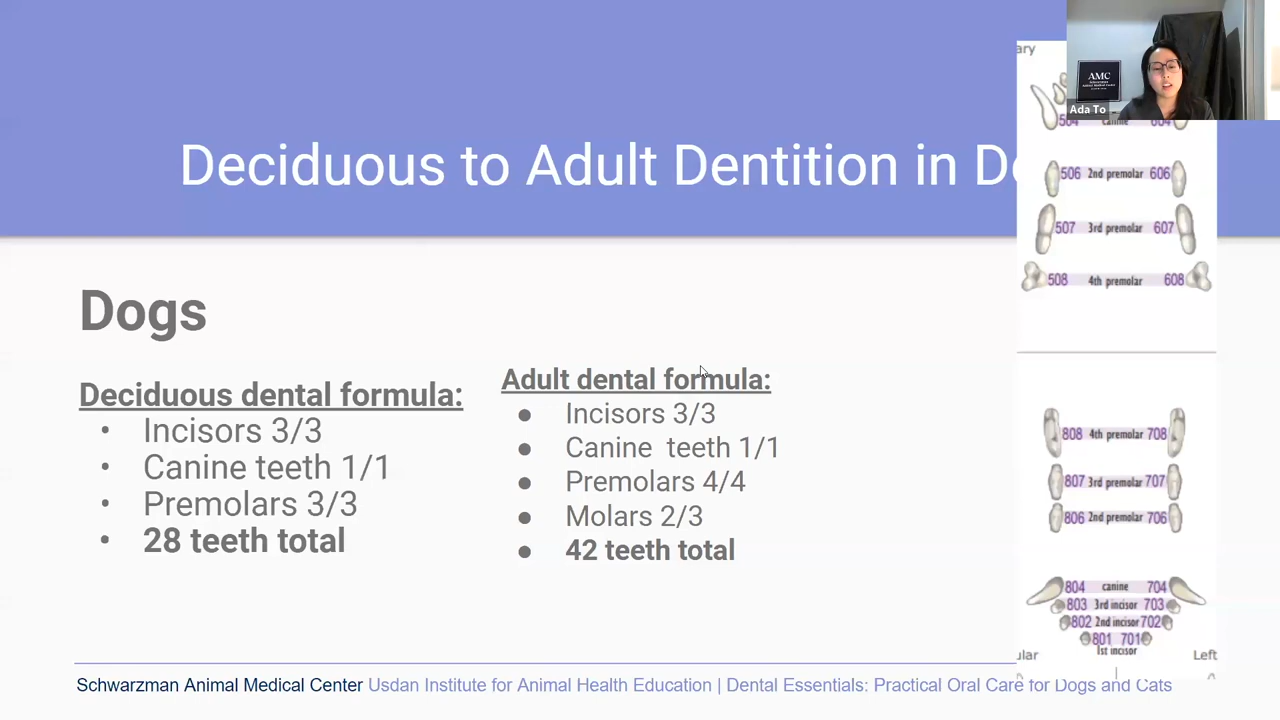 AMC
Ada To
Deciduous to Adult Dentition in
Dogs
Deciduous dental formula:
• Incisors 3/3
• Canine teeth 1/1
• Premolars 3/3
• 28 teeth total
Adult dental formula:
● Incisors 3/3
● Canine teeth 1/1
● Premolars 4/4
● Molars 2/3
● 42 teeth total
504 canine 604
506 2nd premolar 606
507 3rd premolar 607
508 4th premolar 608
808 4th premolar 708
807 3rd premolar 707
806 2nd premolar 706
804 canine 704
803 3rd incisor 703
802 2nd incisor 702
801 701
1st incisor
Left
Schwarzman Animal Medical Center Usdan Institute for Animal Health Education | Dental Essentials: Practical Oral Care for Dogs and Cats